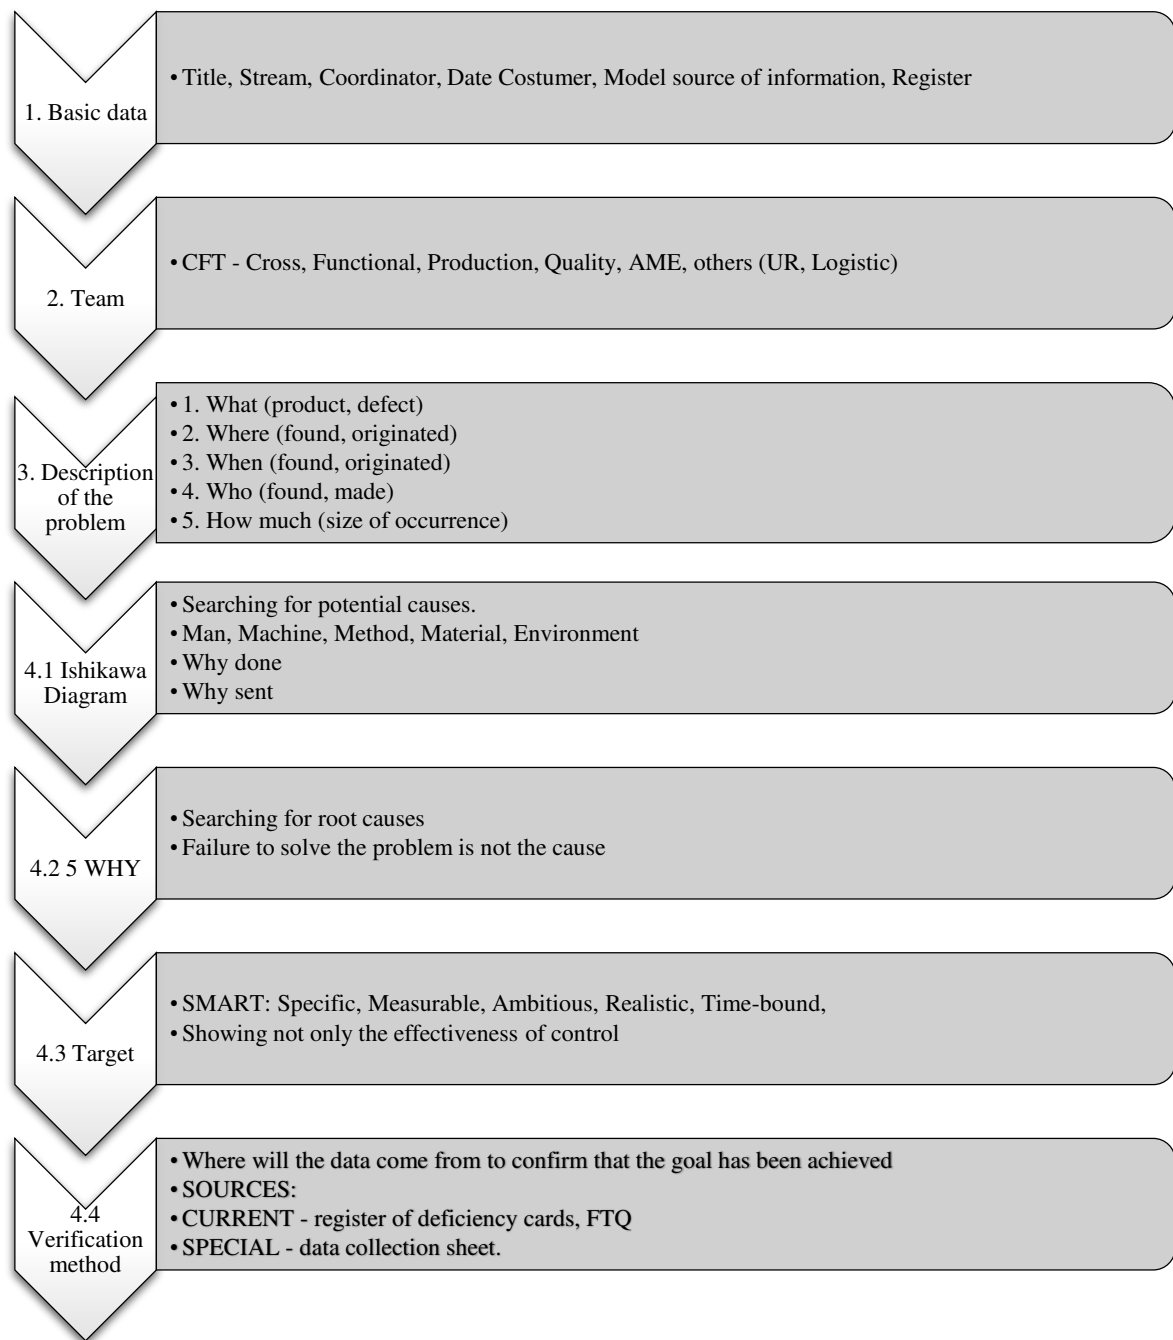 1. Basic data
• Title, Stream, Coordinator, Date Costumer, Model source of information, Register
2. Team
• CFT - Cross, Functional, Production, Quality, AME, others (UR, Logistic)
3. Description
of the
problem
• 1. What (product, defect)
• 2. Where (found, originated)
• 3. When (found, originated)
• 4. Who (found, made)
• 5. How much (size of occurrence)
4.1 Ishikawa
Diagram
• Searching for potential causes.
• Man, Machine, Method, Material, Environment
• Why done
• Why sent
4.2 5 WHY
• Searching for root causes
• Failure to solve the problem is not the cause
4.3 Target
• SMART: Specific, Measurable, Ambitious, Realistic, Time-bound,
• Showing not only the effectiveness of control
4.4
Verification
method
• Where will the data come from to confirm that the goal has been achieved
• SOURCES:
• CURRENT - register of deficiency cards, FTQ
• SPECIAL - data collection sheet.